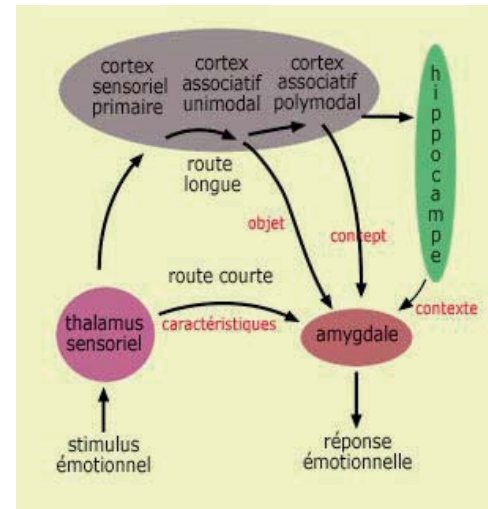 cortex
sensoriel
primaire
cortex
associatif
unimodal
cortex
associatif
polymodal
hippocampe
route
longue
objet
concept
route courte
thalamus
sensoriel
caractéristiques
amygdale
contexte
stimulus
émotionnel
réponse
émotionnelle